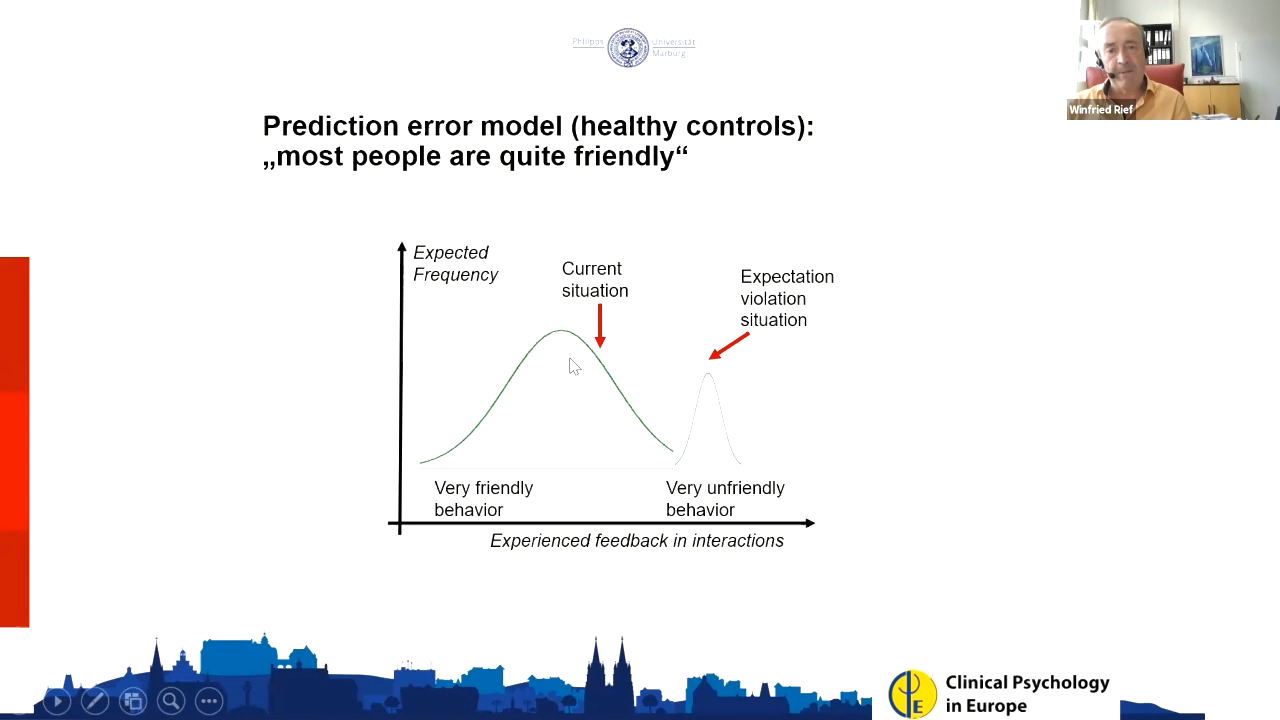 Philipps Universität
Marburg
Winfried Rief
Prediction error model (healthy controls):
„most people are quite friendly“
Expected
Frequency
Current
situation
Expectation
violation
situation
Very friendly
behavior
Very unfriendly
behavior
Experienced feedback in interactions
E
Clinical Psychology
in Europe